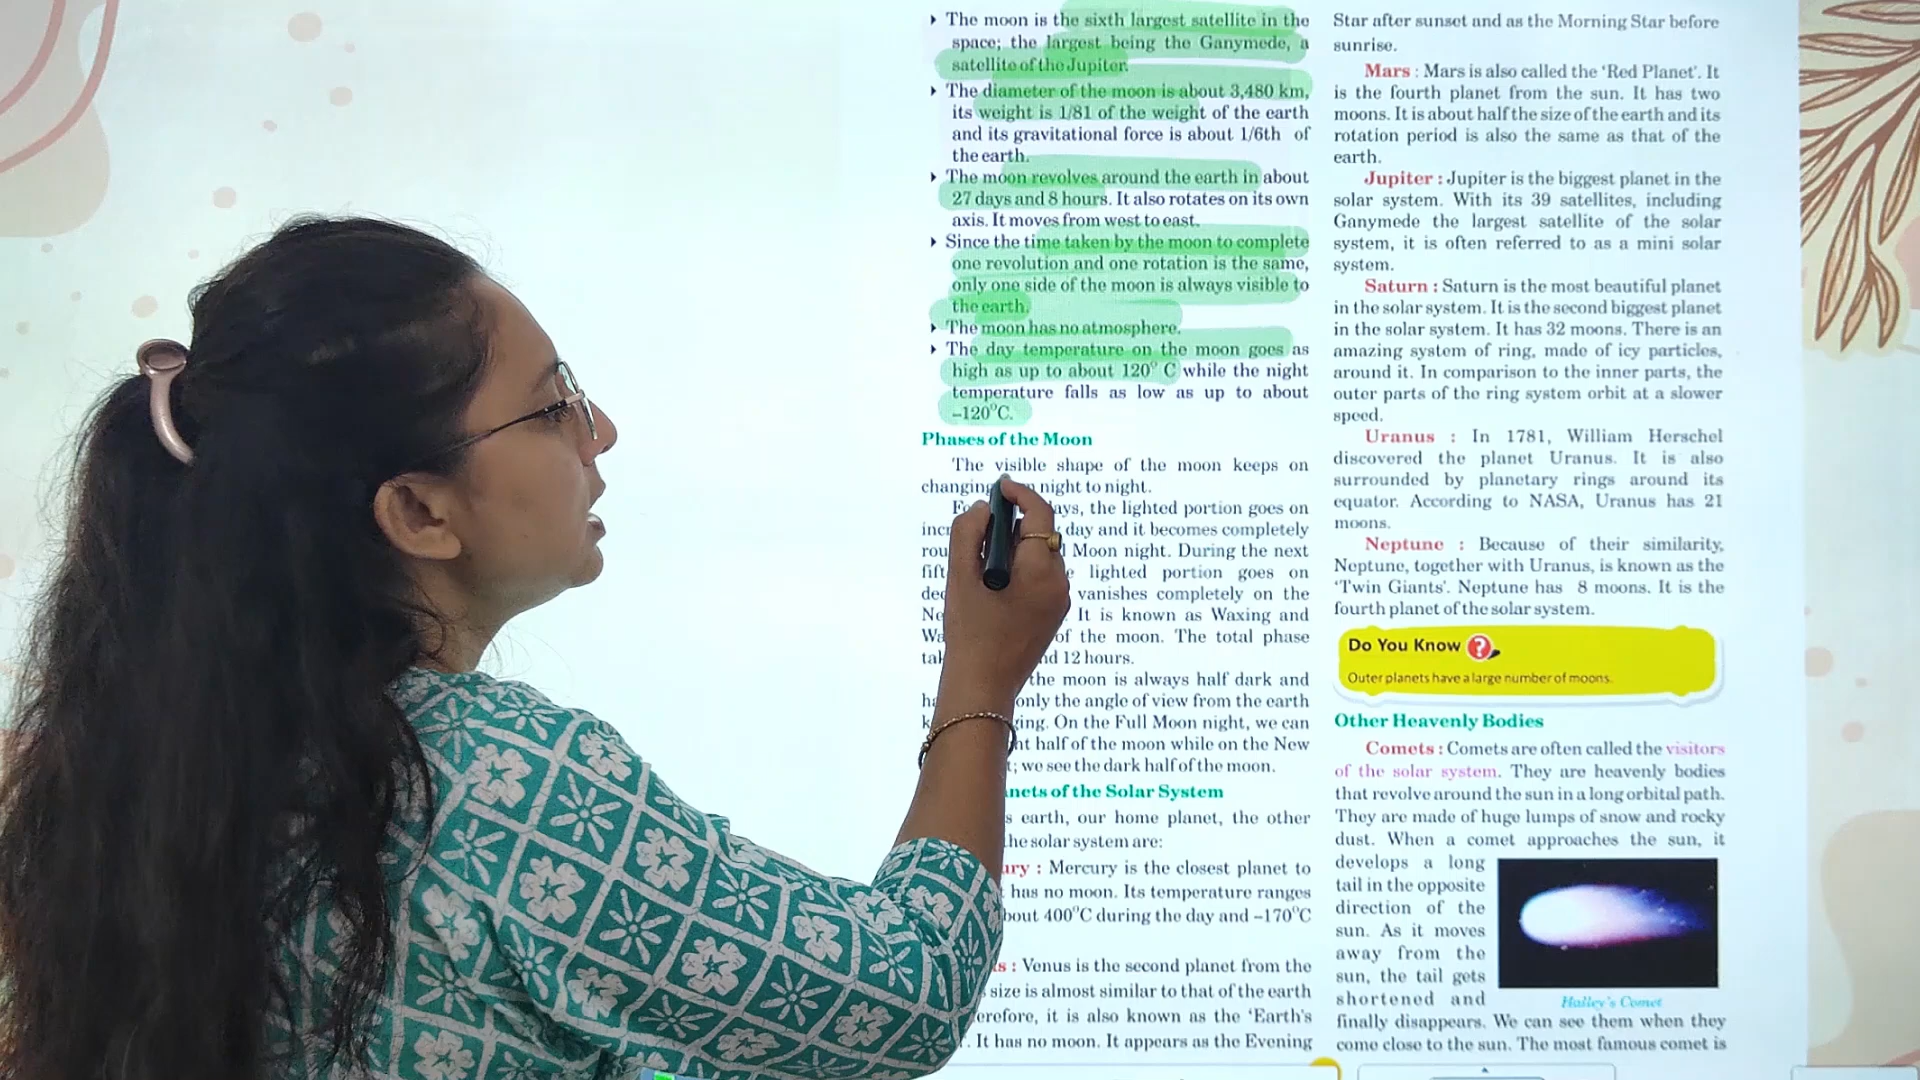 ▸ The moon is the sixth largest satellite in the
space; the largest being the Ganymede, a
satellite of the Jupiter.
▸ The diameter of the moon is about 3,480 km,
its weight is 1/81 of the weight of the earth
and its gravitational force is about 1/6th of
the earth.
▸ The moon revolves around the earth in about
27 days and 8 hours. It also rotates on its own
axis. It moves from west to east.
▸ Since the time taken by the moon to complete
one revolution and one rotation is the same,
only one side of the moon is always visible to
the earth.
▸ The moon has no atmosphere.
▸ The day temperature on the moon goes as
high as up to about 120⁰ C while the night
temperature falls as low as up to about
–120⁰C.
Phases of the Moon
The visible shape of the moon keeps on
changing night to night.
the lighted portion goes on
day and it becomes completely
Moon night. During the next
lighted portion goes on
vanishes completely on the
It is known as Waxing and
of the moon. The total phase
12 hours.
the moon is always half dark and
only the angle of view from the earth
On the Full Moon night, we can
half of the moon while on the New
; we see the dark half of the moon.
of the Solar System
earth, our home planet, the other
the solar system are:
: Mercury is the closest planet to
has no moon. Its temperature ranges
400⁰C during the day and –170⁰C
: Venus is the second planet from the
size is almost similar to that of the earth
it is also known as the ‘Earth's
. It has no moon. It appears as the Evening
Star after sunset and as the Morning Star before
sunrise.
Mars : Mars is also called the ‘Red Planet’. It
is the fourth planet from the sun. It has two
moons. It is about half the size of the earth and its
rotation period is also the same as that of the
earth.
Jupiter : Jupiter is the biggest planet in the
solar system. With its 39 satellites, including
Ganymede the largest satellite of the solar
system, it is often referred to as a mini solar
system.
Saturn : Saturn is the most beautiful planet
in the solar system. It is the second biggest planet
in the solar system. It has 32 moons. There is an
amazing system of ring, made of icy particles,
around it. In comparison to the inner parts, the
outer parts of the ring system orbit at a slower
speed.
Uranus : In 1781, William Herschel
discovered the planet Uranus. It is also
surrounded by planetary rings around its
equator. According to NASA, Uranus has 21
moons.
Neptune : Because of their similarity,
Neptune, together with Uranus, is known as the
‘Twin Giants’. Neptune has 8 moons. It is the
fourth planet of the solar system.
Do You Know ?
Outer planets have a large number of moons.
Other Heavenly Bodies
Comets : Comets are often called the visitors
of the solar system. They are heavenly bodies
that revolve around the sun in a long orbital path.
They are made of huge lumps of snow and rocky
dust. When a comet approaches the sun, it
develops a long
tail in the opposite
direction of the
sun. As it moves
away from the
sun, the tail gets
shortened and
Halley's Comet
finally disappears. We can see them when they
come close to the sun. The most famous comet is